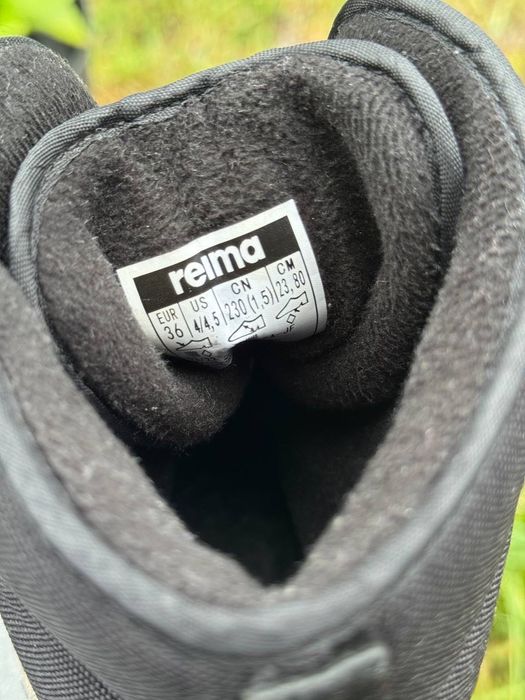 reima
EUR US CN CM
36 4/4,5 230(1,5) 23,80